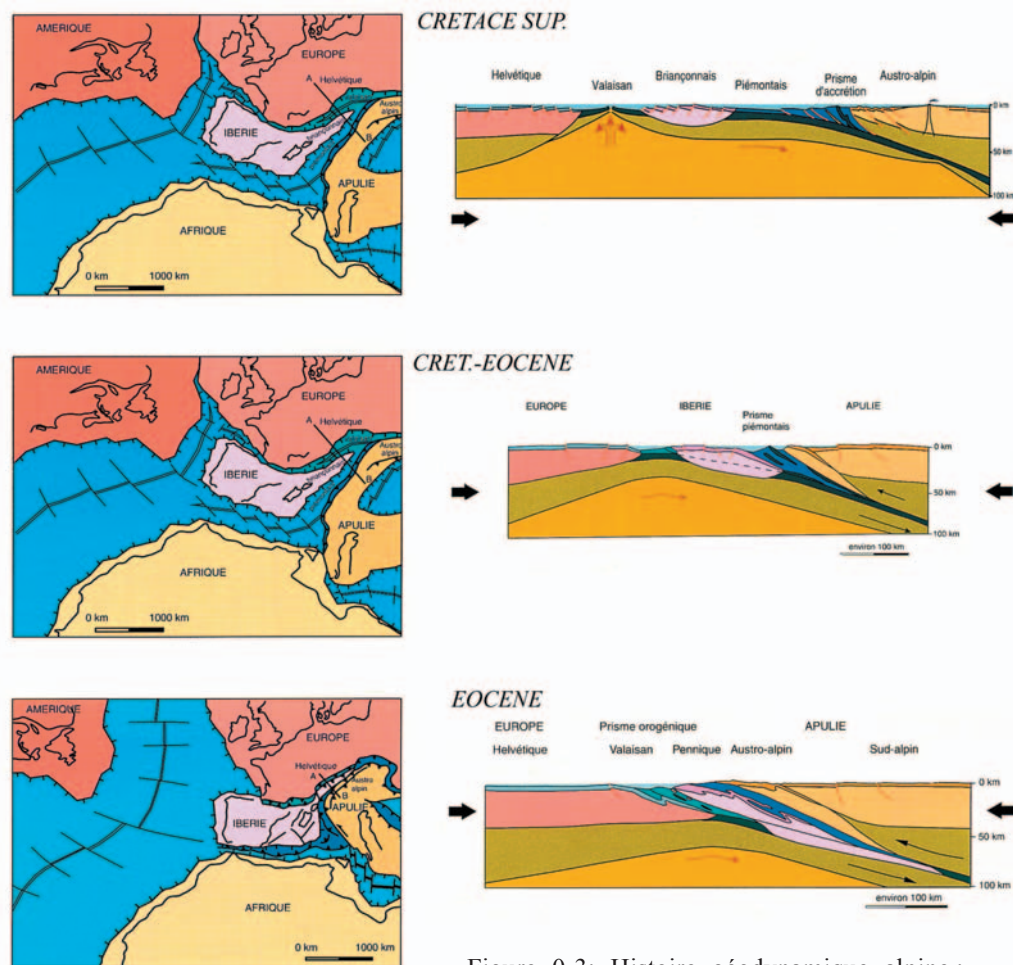 CRETACE SUP.
AMERIQUE
EUROPE
A
Helvétique
Austro
alpin
IBERIE
Briançonnais
B
APULIE
AFRIQUE
0 km 1000 km
Helvétique Valaisan Briançonnais Piémontais Prisme d'accrétion Austro-alpin
0 km
50 km
100 km
CRET.-EOCENE
AMERIQUE
EUROPE
A
Helvétique
Austro
alpin
IBERIE
Briançonnais
B
APULIE
AFRIQUE
0 km 1000 km
EUROPE IBERIE Prisme piémontais APULIE
0 km
50 km
100 km
environ 100 km
EOCENE
AMERIQUE
EUROPE
Helvétique
A
Austro
alpin
B
APULIE
IBERIE
AFRIQUE
0 km 1000 km
EUROPE Prisme orogénique APULIE
Helvétique Valaisan Pennique Austro-alpin Sud-alpin
0 km
50 km
100 km
environ 100 km
Figure 0-3: Histoire géodynamique alpine :